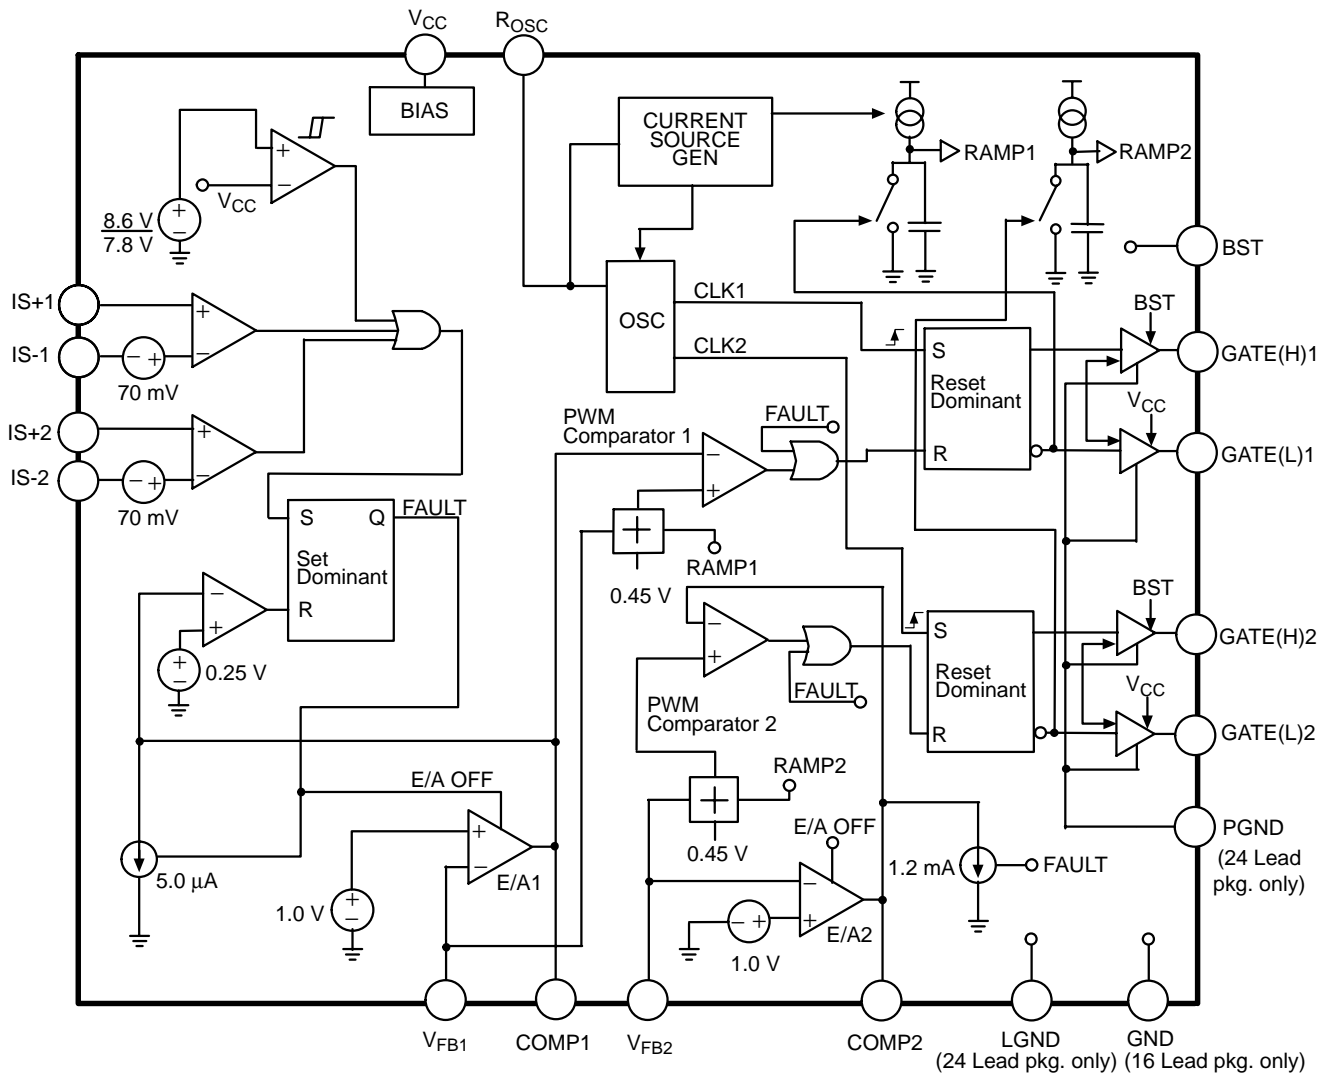 VCC
ROSC
BIAS
CURRENT
SOURCE
GEN
RAMP1
RAMP2
+
−
VCC
8.6 V
7.8 V
+
−
BST
IS+1
IS-1
− +
70 mV
+
−
CLK1
OSC
CLK2
BST
S
Reset
Dominant
R
GATE(H)1
VCC
GATE(L)1
IS+2
IS-2
− +
70 mV
+
−
PWM
Comparator 1
FAULT
−
+
+
RAMP1
0.45 V
S
Q
FAULT
Set
Dominant
R
−
+
+
−
0.25 V
−
+
PWM
Comparator 2
FAULT
S
Reset
Dominant
R
BST
GATE(H)2
VCC
GATE(L)2
RAMP2
+
0.45 V
E/A OFF
+
−
E/A1
5.0 μA
1.0 V
+
−
E/A OFF
−
+
E/A2
− +
1.0 V
1.2 mA
FAULT
PGND
(24 Lead
pkg. only)
VFB1
COMP1
VFB2
COMP2
LGND
(24 Lead pkg. only)
GND
(16 Lead pkg. only)